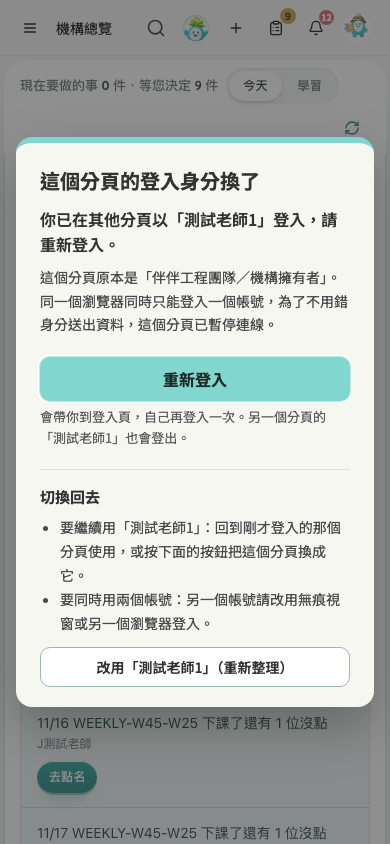 機構總覽
9
12
現在要做的事 0 件 · 等您決定 9 件
今天
學習
這個分頁的登入身分換了
你已在其他分頁以「測試老師1」登入，請
重新登入。
這個分頁原本是「伴伴工程團隊／機構擁有者」。
同一個瀏覽器同時只能登入一個帳號，為了不用錯
身分送出資料，這個分頁已暫停連線。
重新登入
會帶你到登入頁，自己再登入一次。另一個分頁的
「測試老師1」也會登出。
切換回去
• 要繼續用「測試老師1」：回到剛才登入的那個
分頁使用，或按下面的按鈕把這個分頁換成
它。
• 要同時用兩個帳號：另一個帳號請改用無痕視
窗或另一個瀏覽器登入。
改用「測試老師1」（重新整理）
11/16 WEEKLY-W45-W25 下課了還有 1 位沒點
J測試老師
去點名
11/17 WEEKLY-W45-W25 下課了還有 1 位沒點